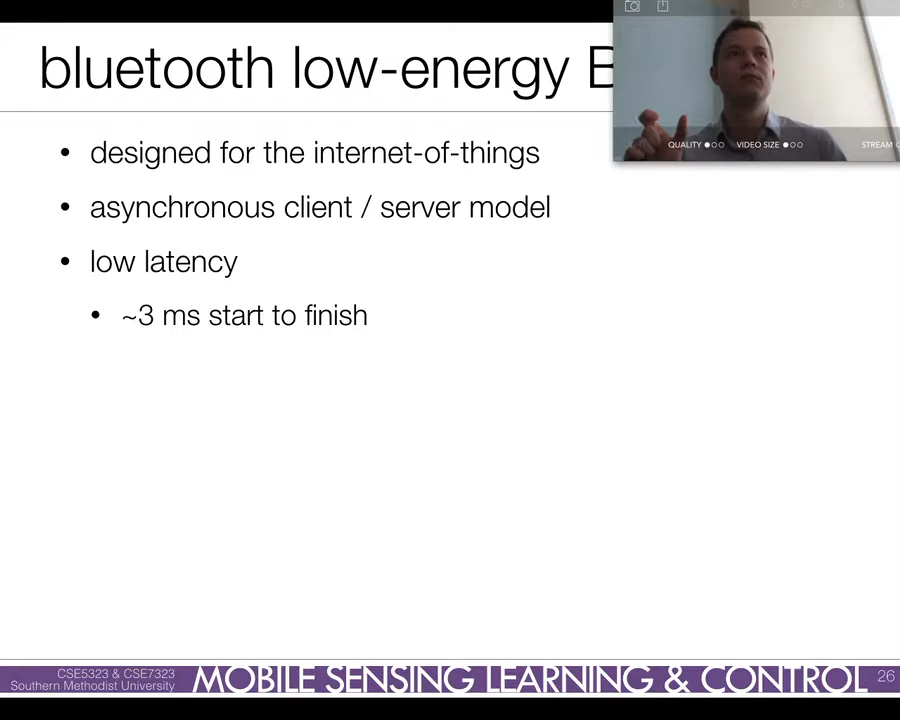 bluetooth low-energy
QUALITY
VIDEO SIZE
STREAM
• designed for the internet-of-things
• asynchronous client / server model
• low latency
• ~3 ms start to finish
CSE5323 & CSE7323
Southern Methodist University
MOBILE SENSING LEARNING & CONTROL
26